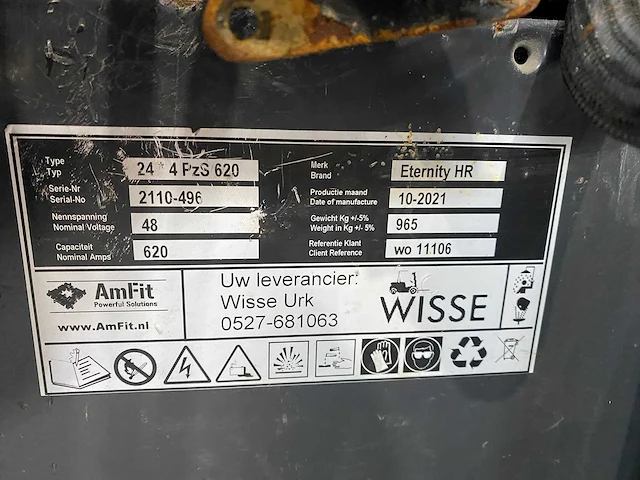 Type
Typ
24 4 PzS 620
Serie-Nr
Serial-No
2110-496
Nennspanning
Nominal Voltage
48
Capaciteit
Nominal Amps
620
Merk
Brand
Eternity HR
Productie maand
Date of manufacture
10-2021
Gewicht Kg +/-5%
Weight in Kg +/- 5%
965
Referentie Klant
Client Reference
wo 11106
AmFit
Powerful Solutions
www.AmFit.nl
Uw leverancier:
Wisse Urk
0527-681063
WISSE